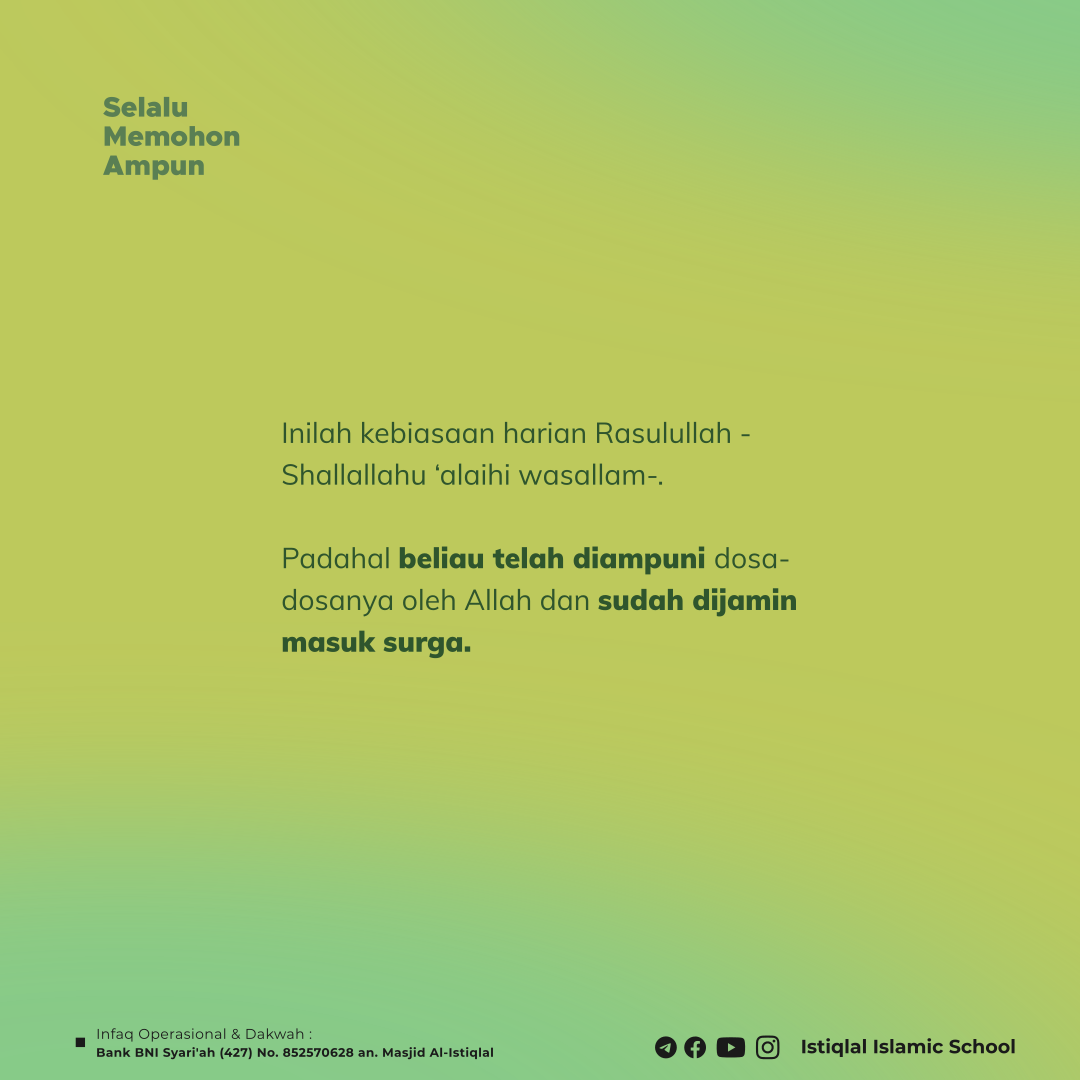 Selalu
Memohon
Ampun
Inilah kebiasaan harian Rasulullah -
Shallallahu ‘alaihi wasallam-.
Padahal beliau telah diampuni dosa-
dosanya oleh Allah dan sudah dijamin
masuk surga.
Infaq Operasional & Dakwah :
Bank BNI Syari'ah (427) No. 852570628 an. Masjid Al-Istiqlal
Istiqlal Islamic School